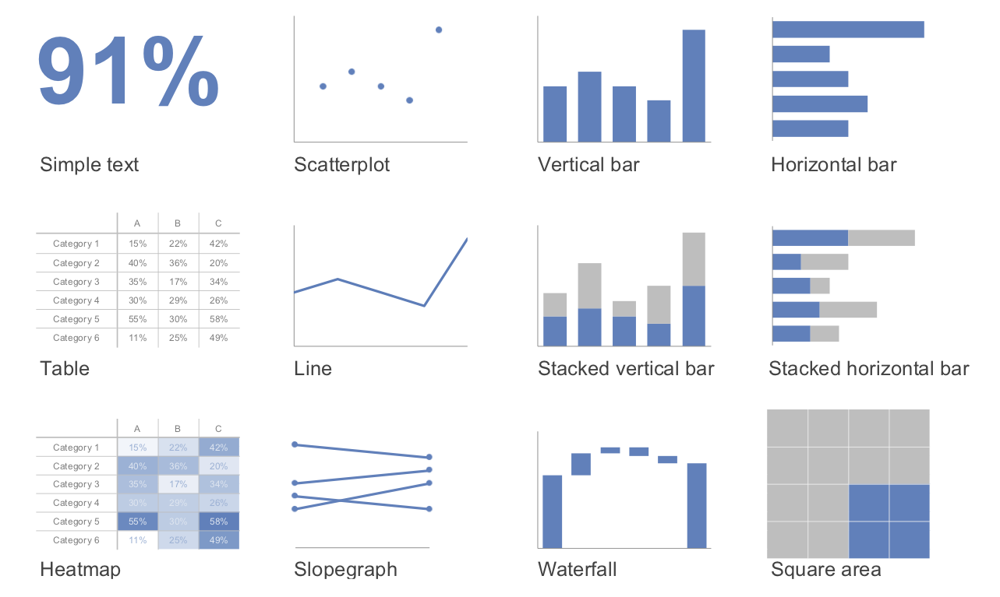 91%
Simple text
Scatterplot
Vertical bar
Horizontal bar
A B C
Category 1 15% 22% 42%
Category 2 40% 36% 20%
Category 3 35% 17% 34%
Category 4 30% 29% 26%
Category 5 55% 30% 58%
Category 6 11% 25% 49%
Table
Line
Stacked vertical bar
Stacked horizontal bar
A B C
Category 1 15% 22% 42%
Category 2 40% 36% 20%
Category 3 35% 17% 34%
Category 4 30% 29% 26%
Category 5 55% 30% 58%
Category 6 11% 25% 49%
Heatmap
Slopegraph
Waterfall
Square area